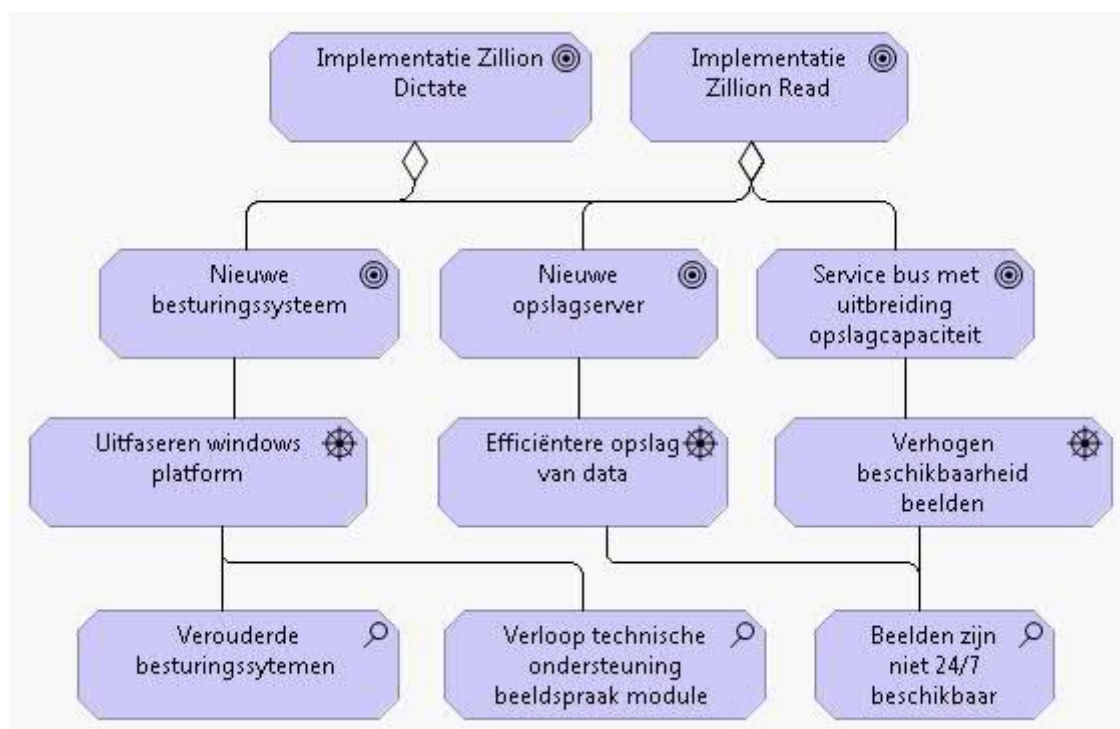 Implementatie Zillion
Dictate
Implementatie
Zillion Read
Nieuwe
besturingssysteem
Nieuwe
opslagserver
Service bus met
uitbreiding
opslagcapaciteit
Uitfaseren windows
platform
Efficiëntere opslag
van data
Verhogen
beschikbaarheid
beelden
Verouderde
besturingssytemen
Verloop technische
ondersteuning
beeldspraak module
Beelden zijn
niet 24/7
beschikbaar